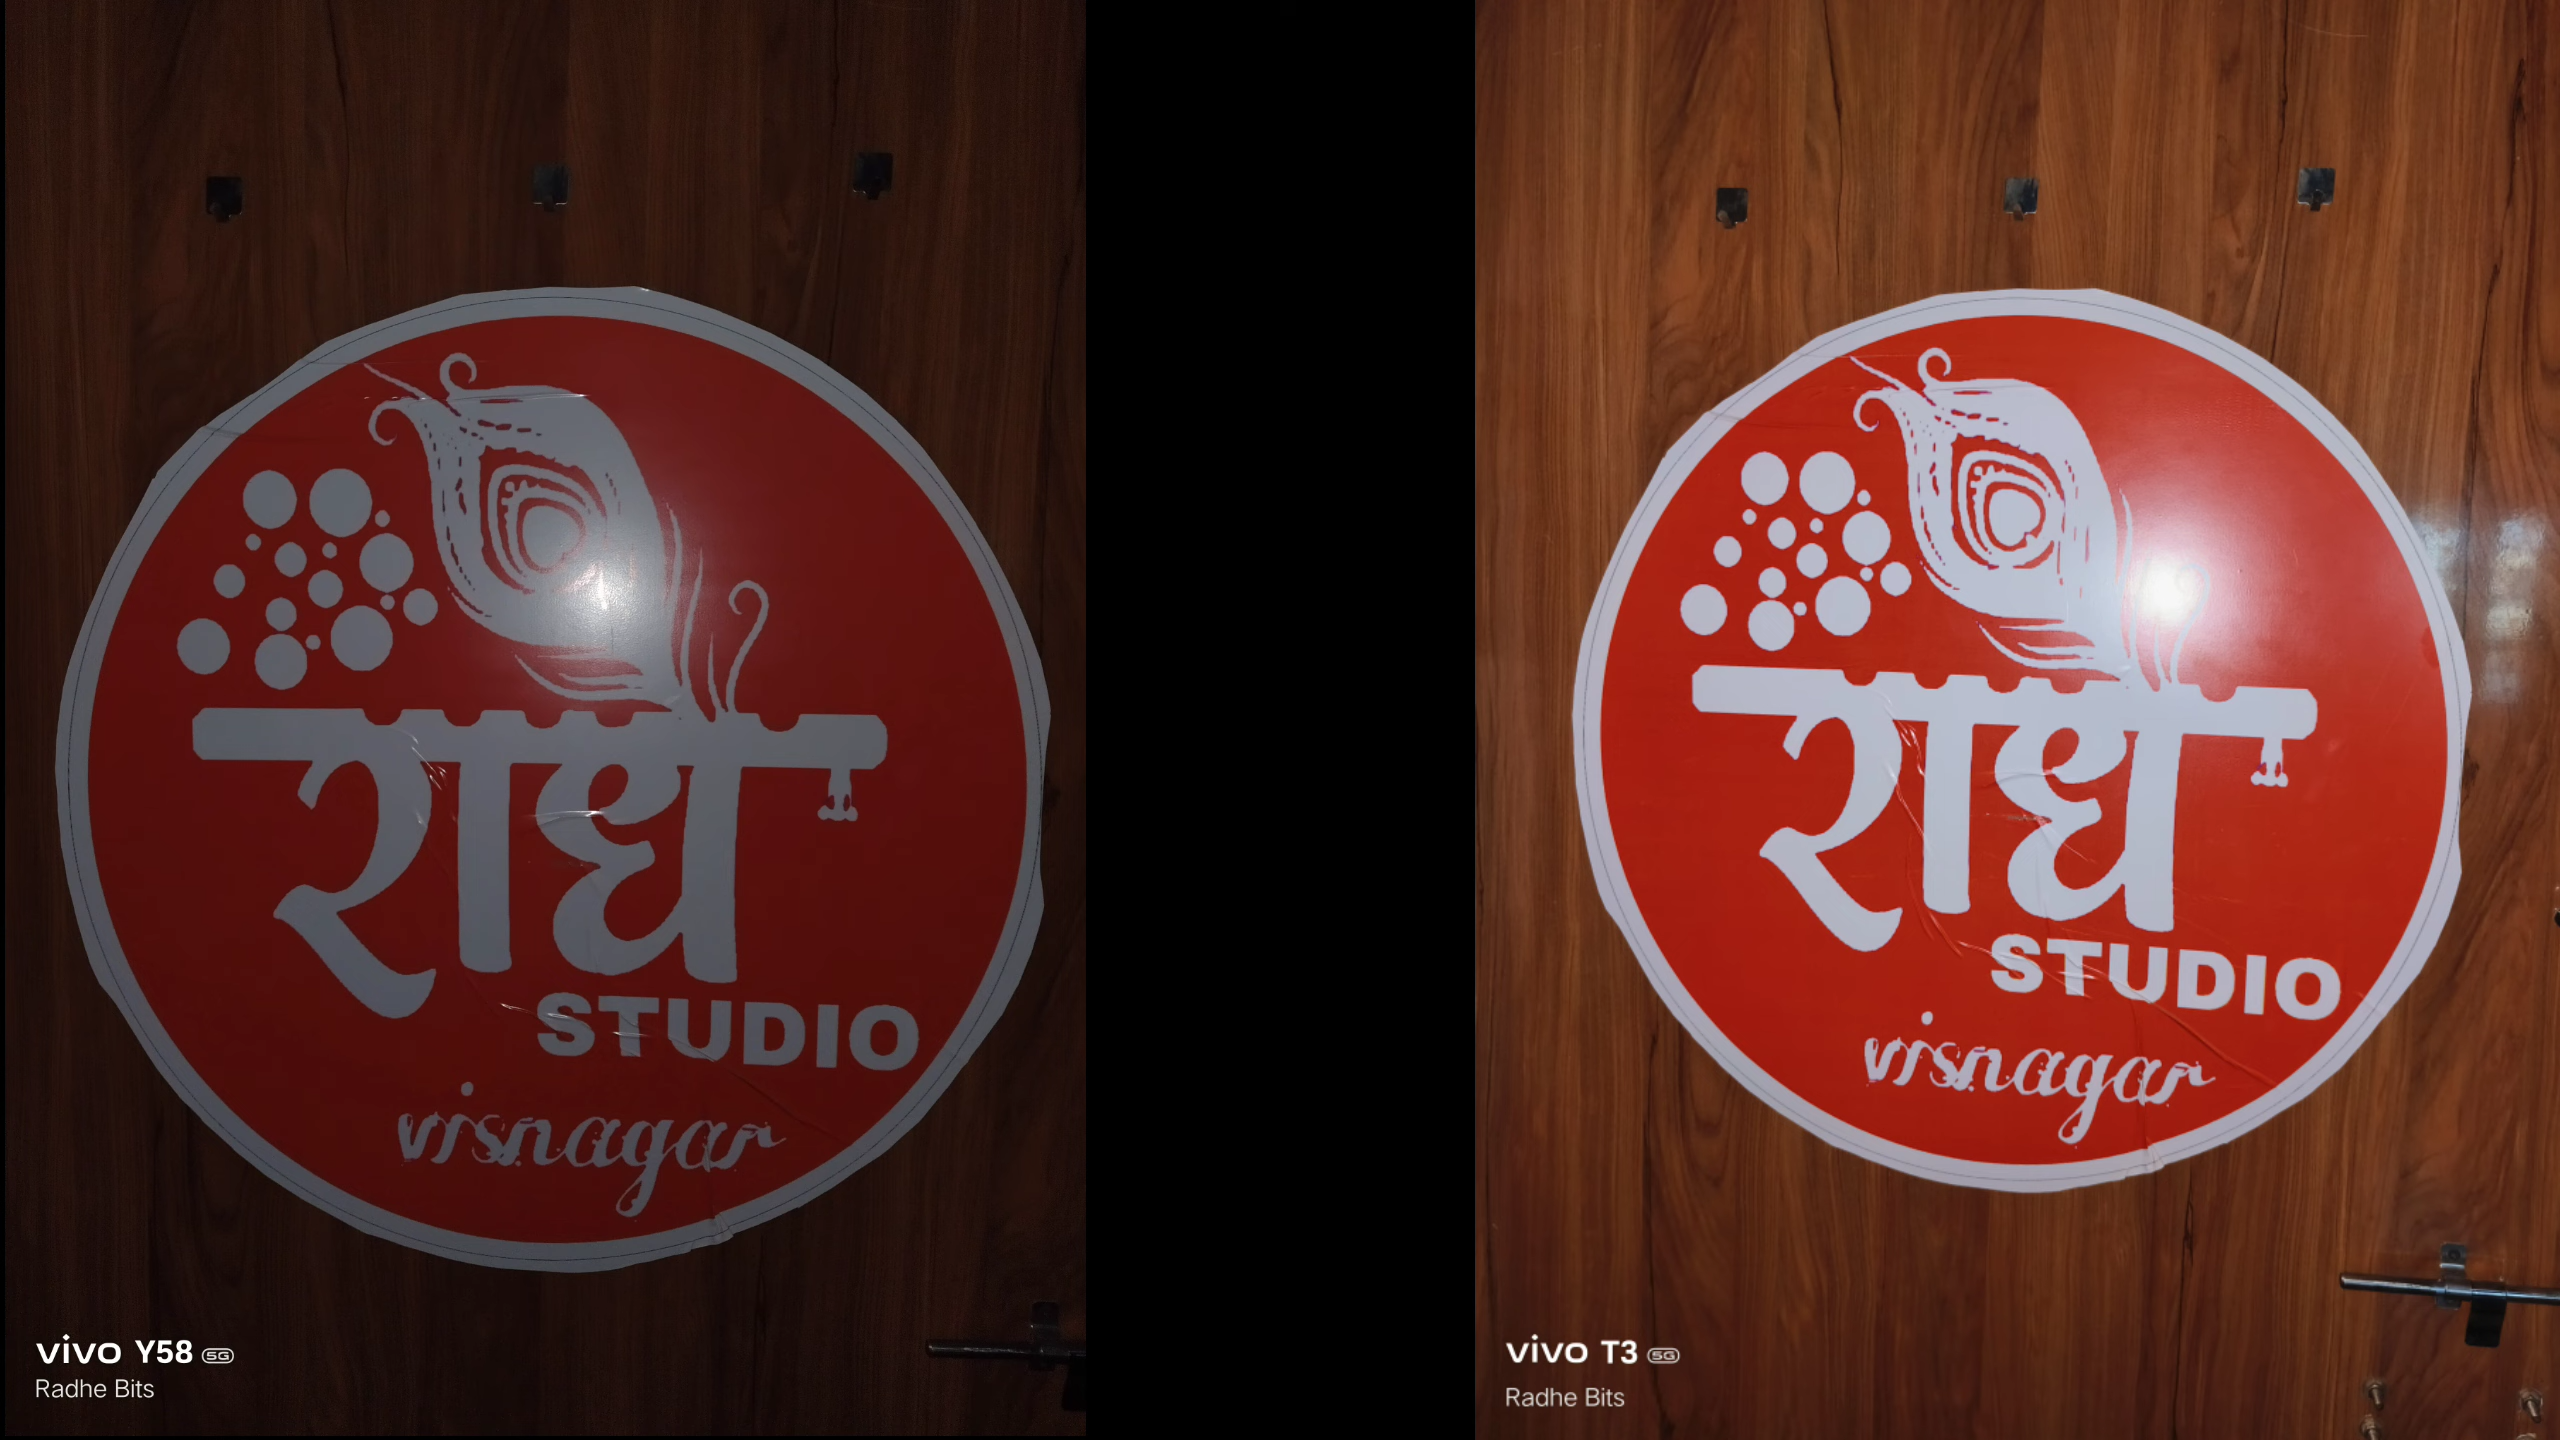 राधे
STUDIO
visnagar
vivo Y58 5G
Radhe Bits
राधे
STUDIO
visnagar
vivo T3 5G
Radhe Bits